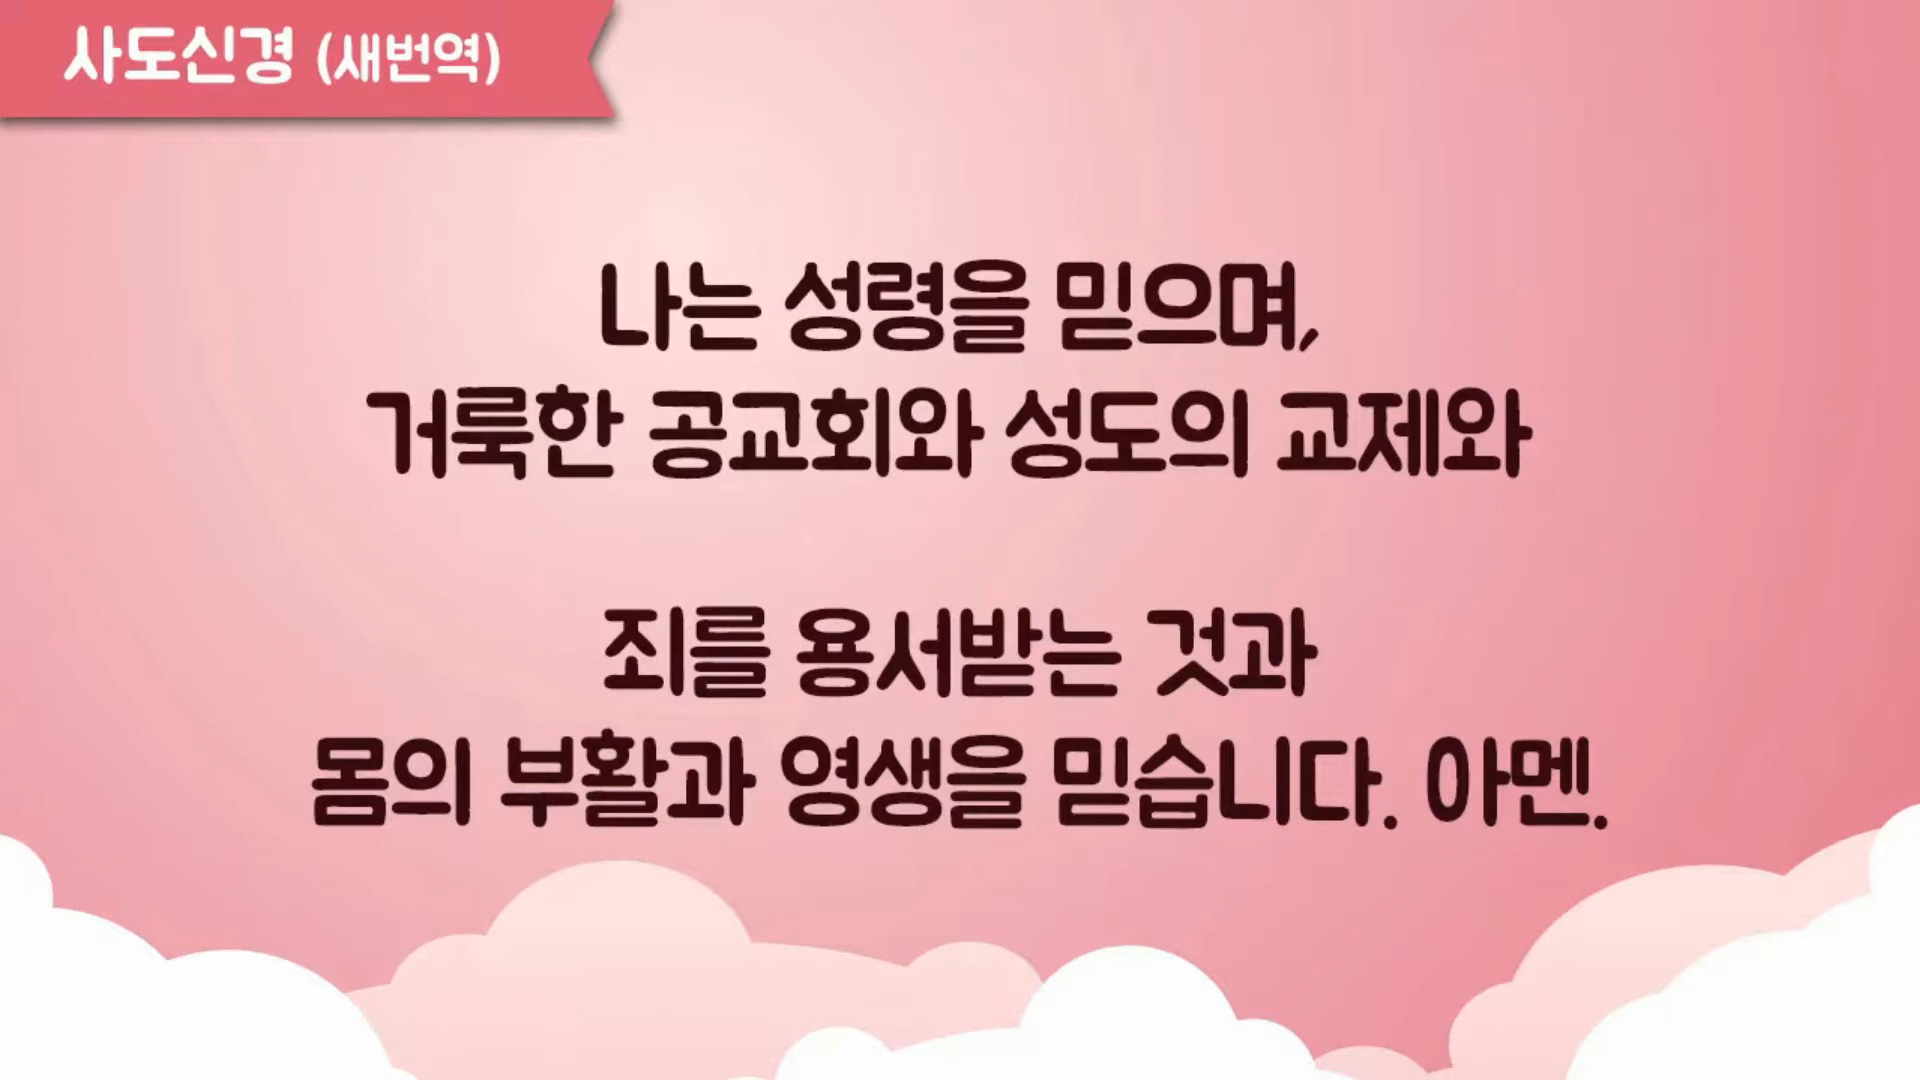 사도신경 (새번역)
나는 성령을 믿으며,
거룩한 공교회와 성도의 교제와
죄를 용서받는 것과
몸의 부활과 영생을 믿습니다. 아멘.